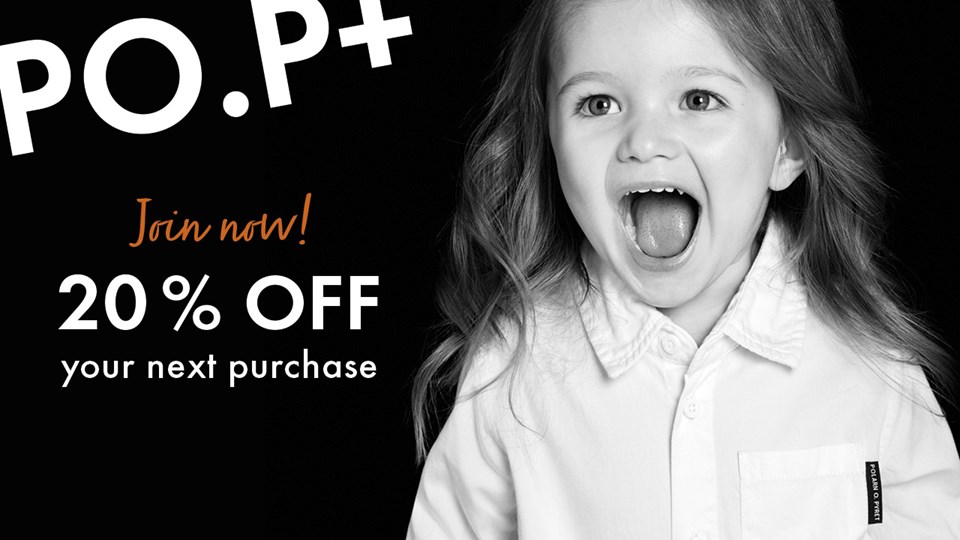 PO.P+
Join now!
20 % OFF
your next purchase
POLARN O. PYRET